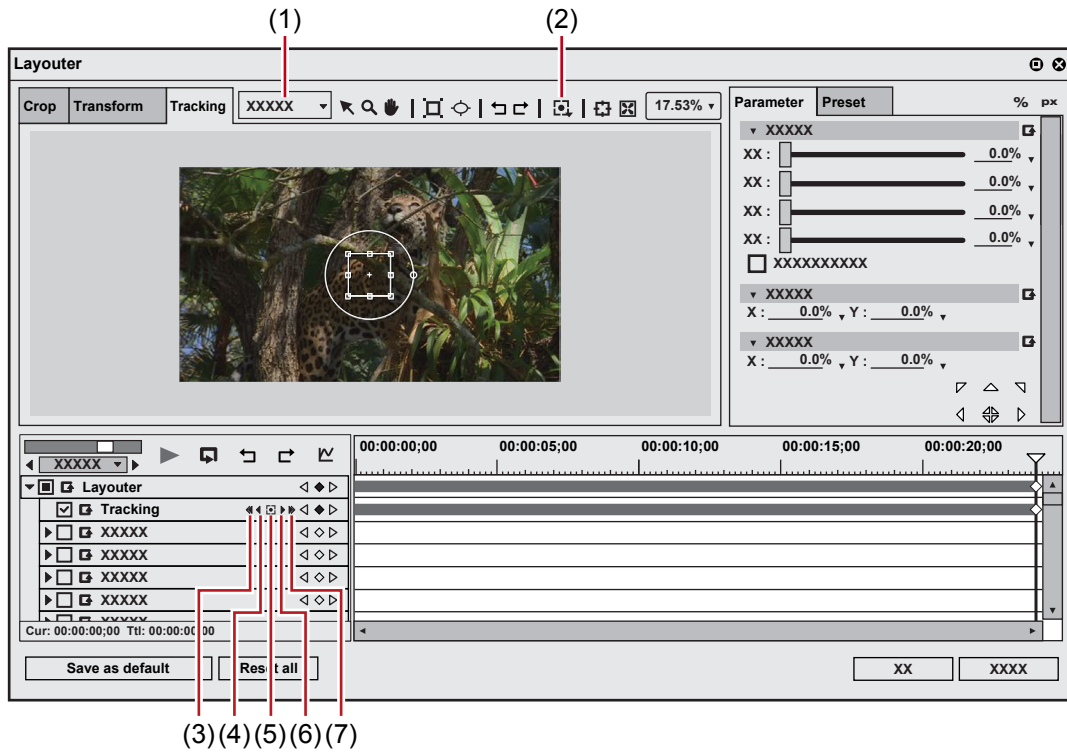 (1) (2)
Layouter
Crop Transform Tracking XXXXX 17.53%
Parameter Preset % px
XXXXX
XX : 0.0%
XX : 0.0%
XX : 0.0%
XX : 0.0%
XXXXXXXXXX
XXXXX
X : 0.0% Y : 0.0%
XXXXX
X : 0.0% Y : 0.0%
00:00:00;00 00:00:05;00 00:00:10;00 00:00:15;00 00:00:20;00
XXXXX
Layouter
Tracking
XXXXX
XXXXX
XXXXX
XXXXX
XXXXX
Cur: 00:00:00;00 Ttl: 00:00:00;00
Save as default Reset all XX XXXX
(3) (4) (5) (6) (7)